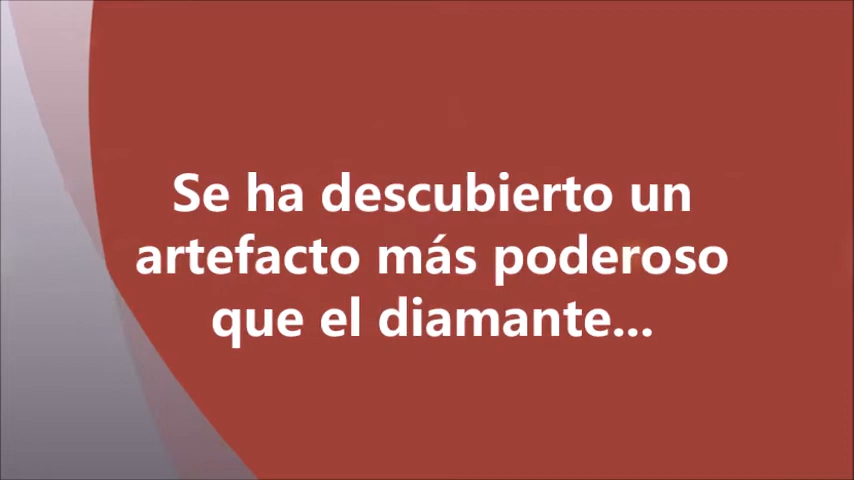 Se ha descubierto un
artefacto más poderoso
que el diamante...